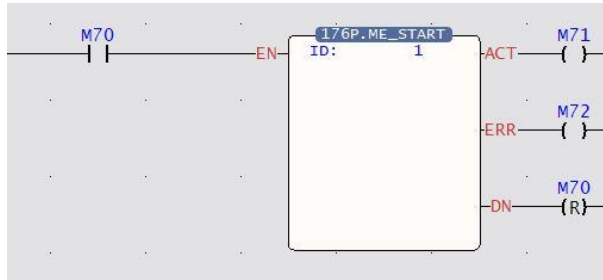 M70 176P.ME_START M71
EN ID: 1 ACT
M72
ERR
M70
DN (R)